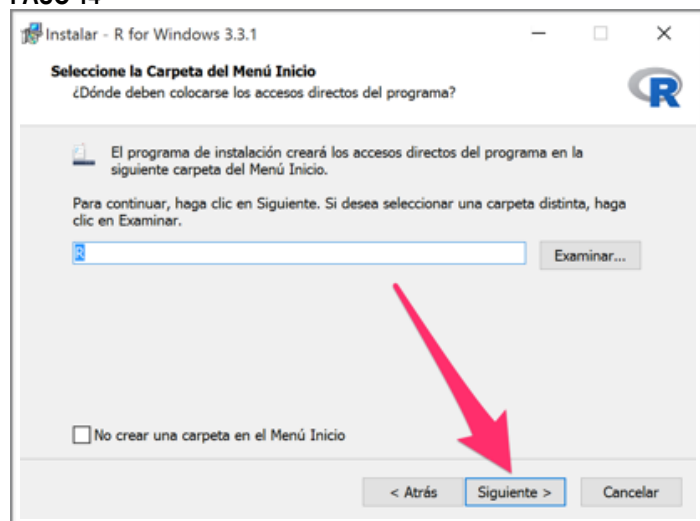 PASO 14
Instalar - R for Windows 3.3.1
Seleccione la Carpeta del Menú Inicio
¿Dónde deben colocarse los accesos directos del programa?
R
El programa de instalación creará los accesos directos del programa en la
siguiente carpeta del Menú Inicio.
Para continuar, haga clic en Siguiente. Si desea seleccionar una carpeta distinta, haga
clic en Examinar.
R
Examinar...
No crear una carpeta en el Menú Inicio
< Atrás
Siguiente >
Cancelar